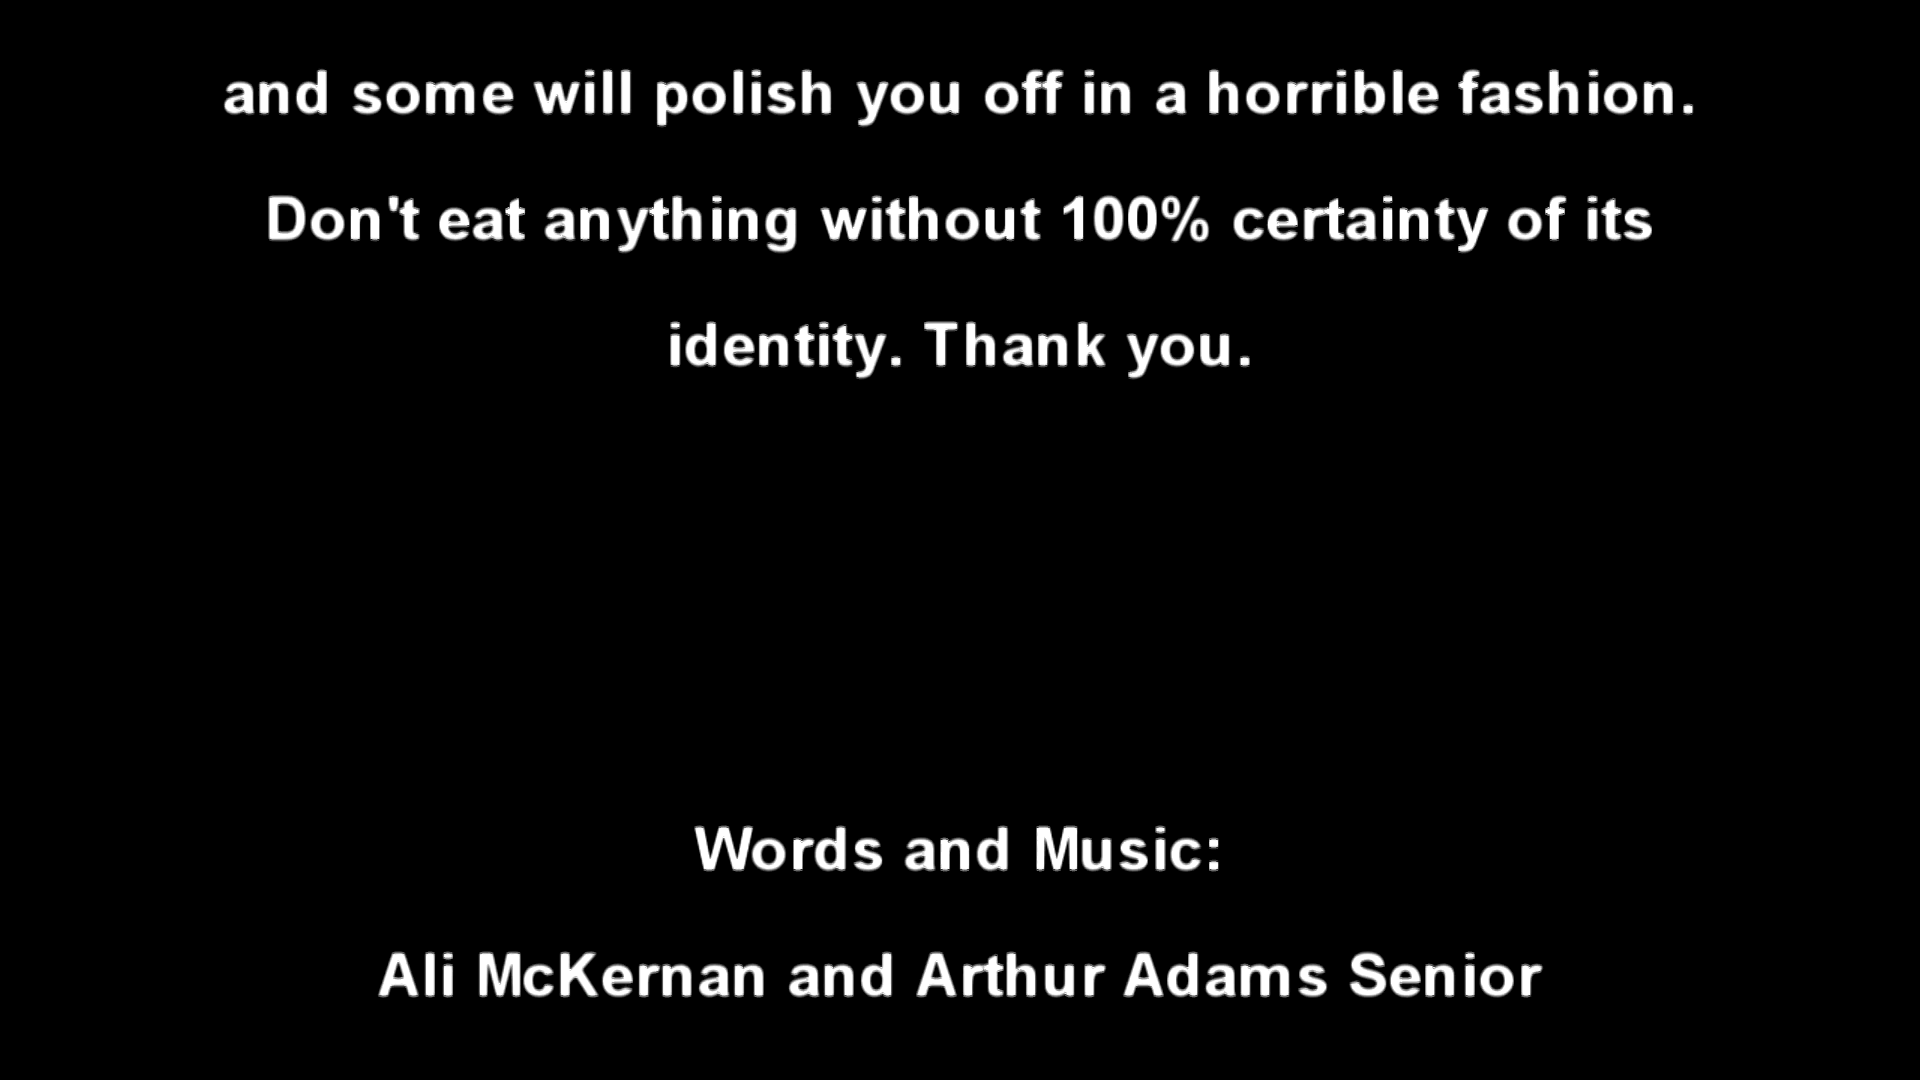 and some will polish you off in a horrible fashion.
Don't eat anything without 100% certainty of its
identity. Thank you.
Words and Music:
Ali McKernan and Arthur Adams Senior